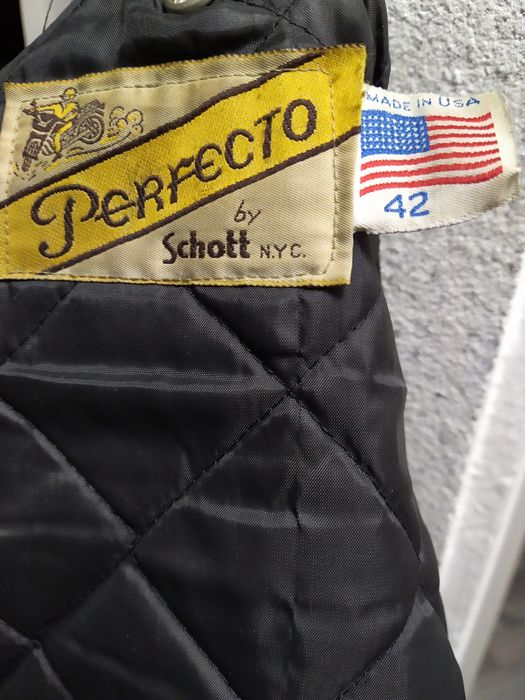 PERFECTO
by
Schott N.Y.C.
MADE IN USA
42